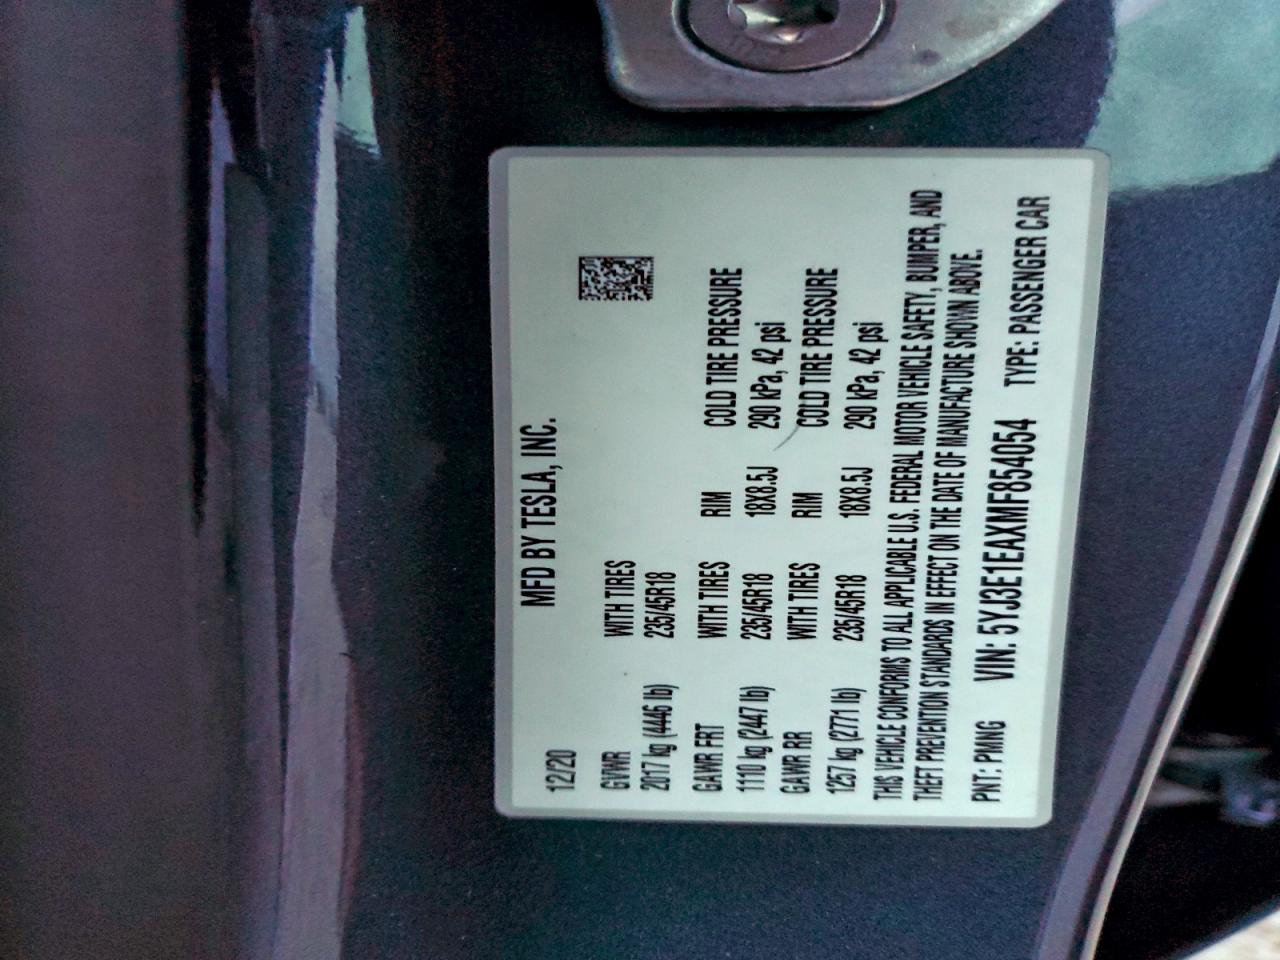 MFD BY TESLA, INC.
12/20
GVWR WITH TIRES
2017 kg (4446 lb) 235/45R18
GAWR FRT WITH TIRES RIM COLD TIRE PRESSURE
1110 kg (2447 lb) 235/45R18 18X8.5J 290 kPa, 42 psi
GAWR RR WITH TIRES RIM COLD TIRE PRESSURE
1257 kg (2771 lb) 235/45R18 18X8.5J 290 kPa, 42 psi
THIS VEHICLE CONFORMS TO ALL APPLICABLE U.S. FEDERAL MOTOR VEHICLE SAFETY, BUMPER, AND
THEFT PREVENTION STANDARDS IN EFFECT ON THE DATE OF MANUFACTURE SHOWN ABOVE.
PNT: PMNG VIN: 5YJ3E1EAXMF854054 TYPE: PASSENGER CAR